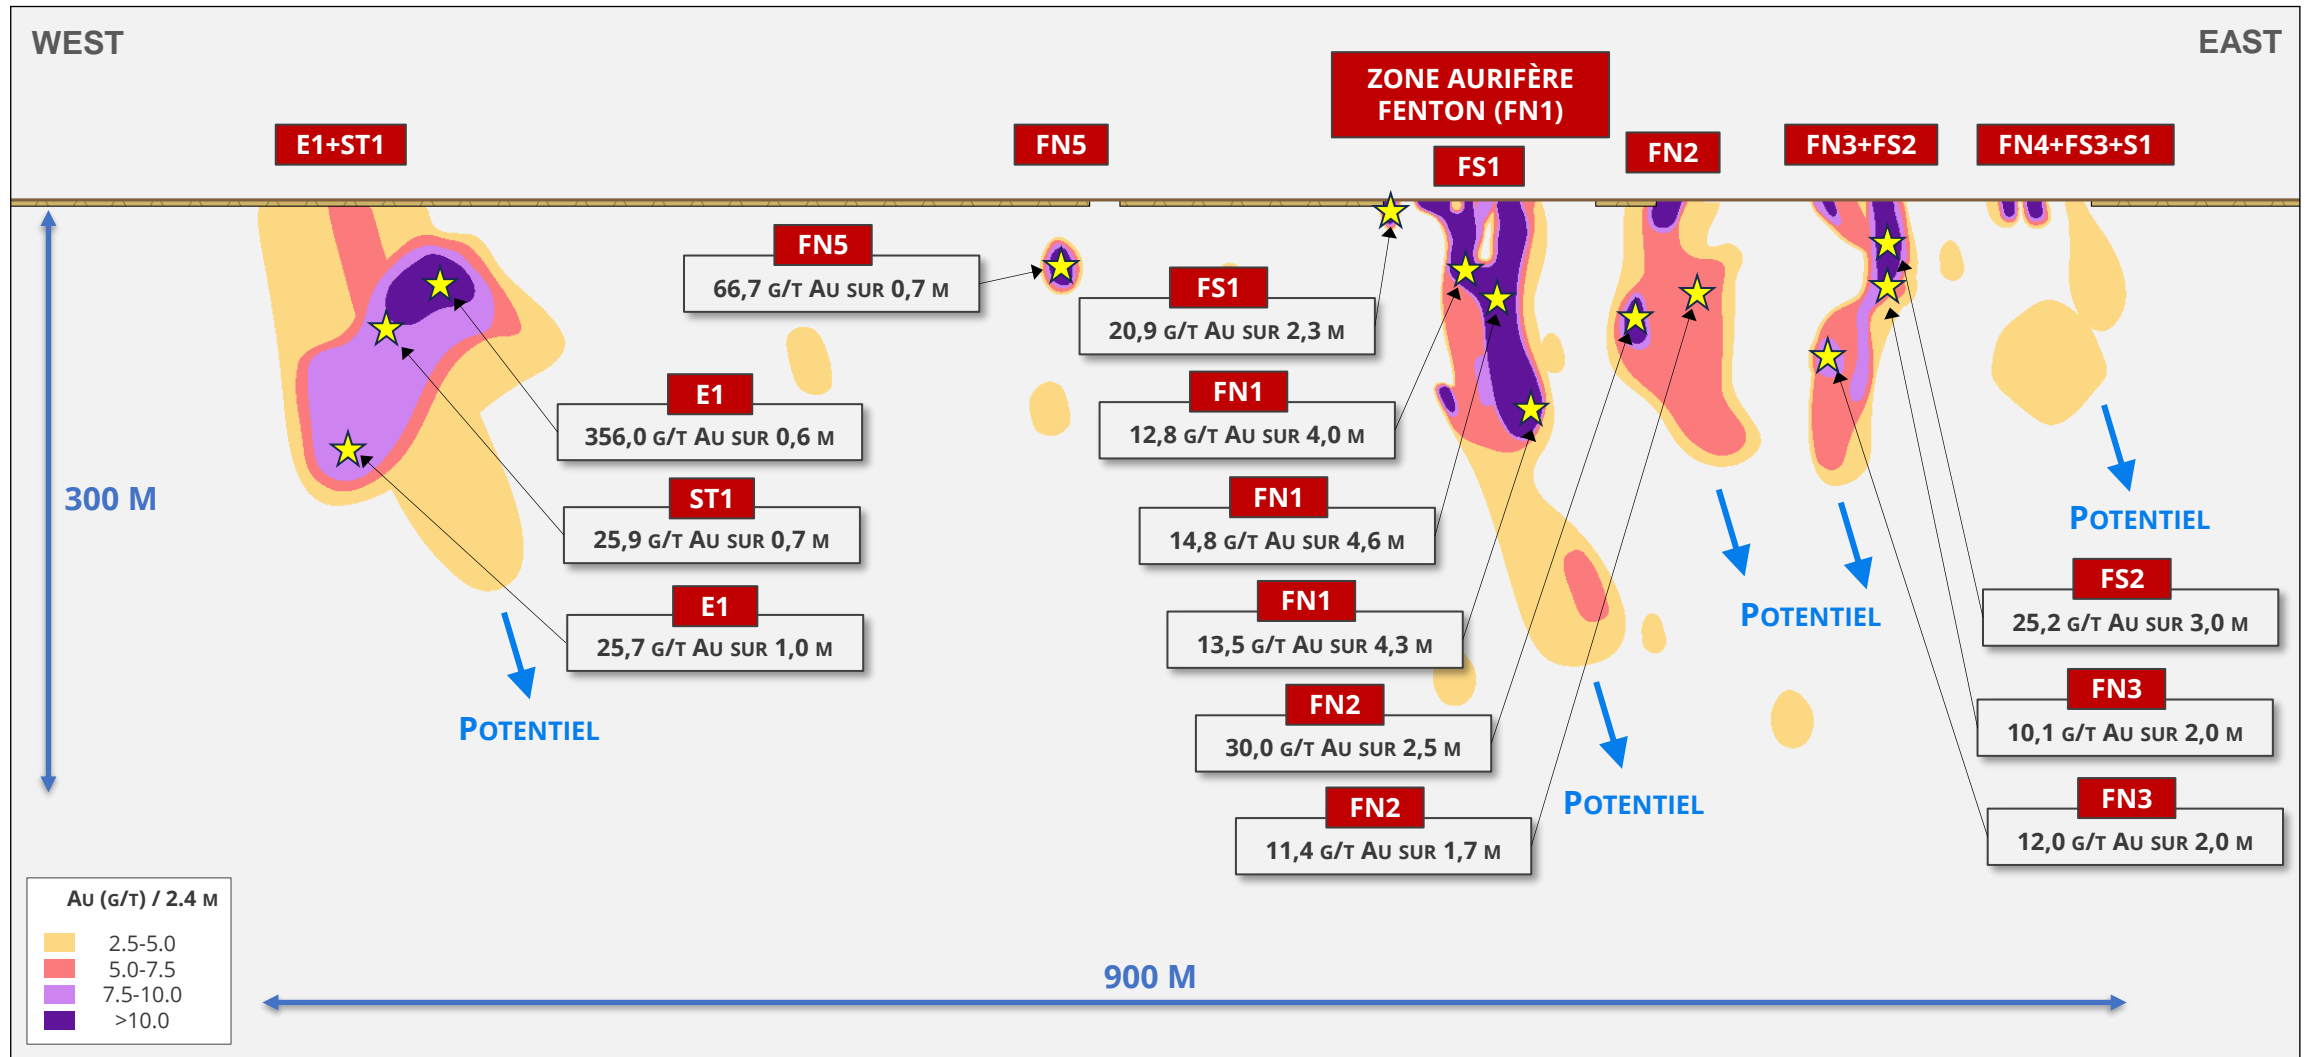 WEST
EAST
ZONE AURIFÈRE
FENTON (FN1)
E1+ST1
FN5
FS1
FN2
FN3+FS2
FN4+FS3+S1
FN5
66,7 G/T AU SUR 0,7 M
FS1
20,9 G/T AU SUR 2,3 M
E1
356,0 G/T AU SUR 0,6 M
FN1
12,8 G/T AU SUR 4,0 M
ST1
25,9 G/T AU SUR 0,7 M
FN1
14,8 G/T AU SUR 4,6 M
E1
25,7 G/T AU SUR 1,0 M
FN1
13,5 G/T AU SUR 4,3 M
FN2
30,0 G/T AU SUR 2,5 M
FN2
11,4 G/T AU SUR 1,7 M
FS2
25,2 G/T AU SUR 3,0 M
FN3
10,1 G/T AU SUR 2,0 M
FN3
12,0 G/T AU SUR 2,0 M
300 M
POTENTIEL
POTENTIEL
POTENTIEL
POTENTIEL
AU (G/T) / 2.4 M
2.5-5.0
5.0-7.5
7.5-10.0
>10.0
900 M